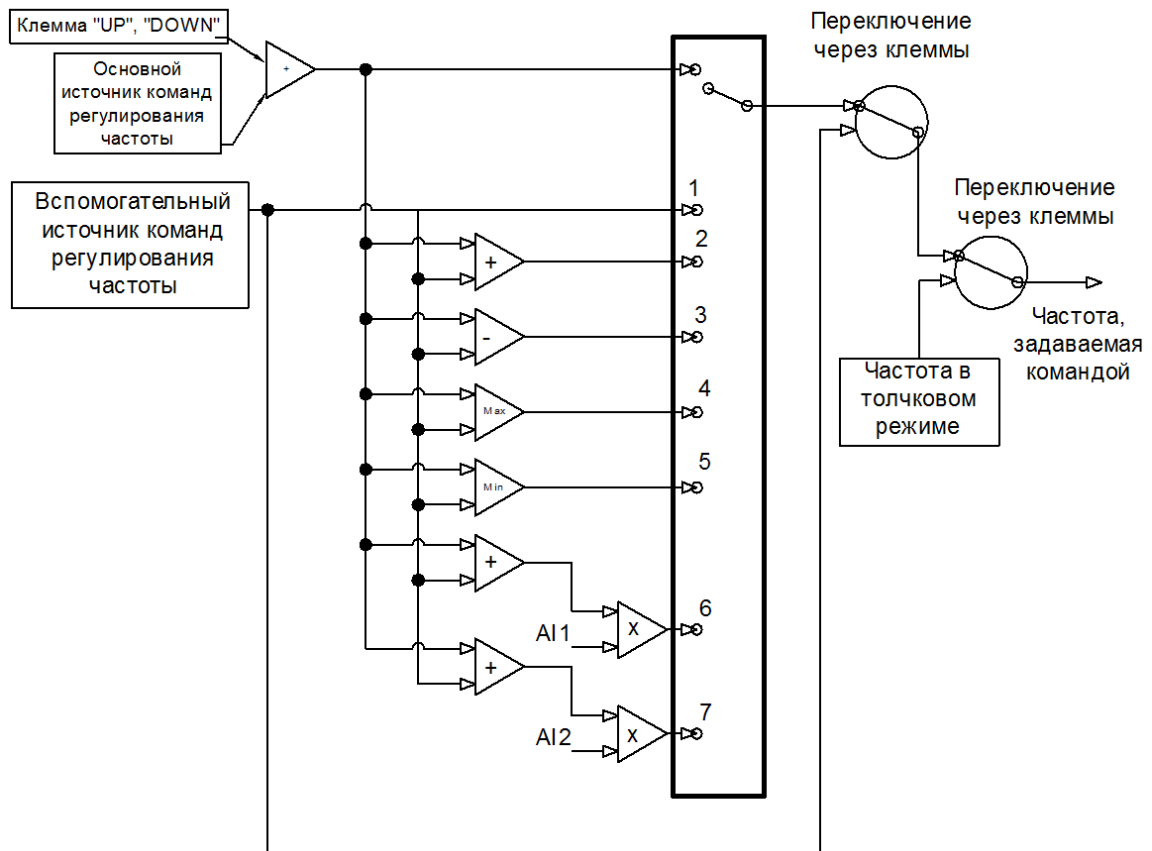 Клемма "UP", "DOWN"
Основной
источник команд
регулирования
частоты
+
Вспомогательный
источник команд
регулирования
частоты
Переключение
через клеммы
1
2
+
3
-
4
Max
5
Min
+
6
AI1
X
+
7
AI2
X
Переключение
через клеммы
Частота,
задаваемая
командой
Частота в
толчковом
режиме